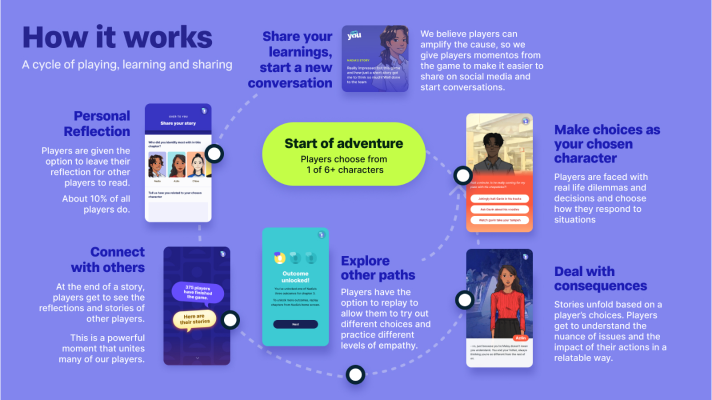 How it works
A cycle of playing, learning and sharing
Share your
learnings,
start a new
conversation
you
We believe players can
amplify the cause, so we
give players momentos from
the game to make it easier to
share on social media and
start conversations.
Start of adventure
Players choose from
1 of 6+ characters
Make choices as
your chosen
character
Players are faced with
real life dilemmas and
decisions and choose
how they respond to
situations
Deal with
consequences
Stories unfold based on a
player's choices. Players
get to understand the
nuance of issues and the
impact of their actions in a
relatable way.
Explore
other paths
Players have the
option to replay to
allow them to try out
different choices and
practice different
levels of empathy.
Outcome
unlocked!
Next
Connect
with others
At the end of a story,
players get to see the
reflections and stories of
other players.
This is a powerful
moment that unites
many of our players.
375 players
have finished
the game.
Here are
their stories
Personal
Reflection
Players are given the
option to leave their
reflection for other
players to read.
About 10% of all
players do.
Share your story